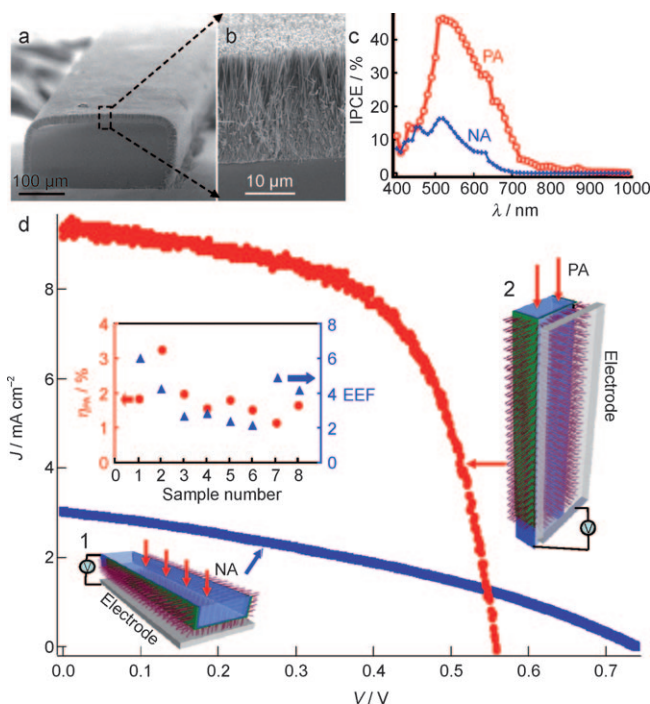 a
100 µm
b
10 µm
c
IPCE / %
40
30
20
10
0
PA
NA
400 500 600 700 800 900 1000
λ / nm
d
J / mA cm⁻²
8
6
4
2
0
4
3
2
1
0
ηPA / %
8
6
4
2
0
EEF
0 1 2 3 4 5 6 7 8
Sample number
2
PA
Electrode
V
1
V
NA
Electrode
0.0 0.1 0.2 0.3 0.4 0.5 0.6 0.7
V / V